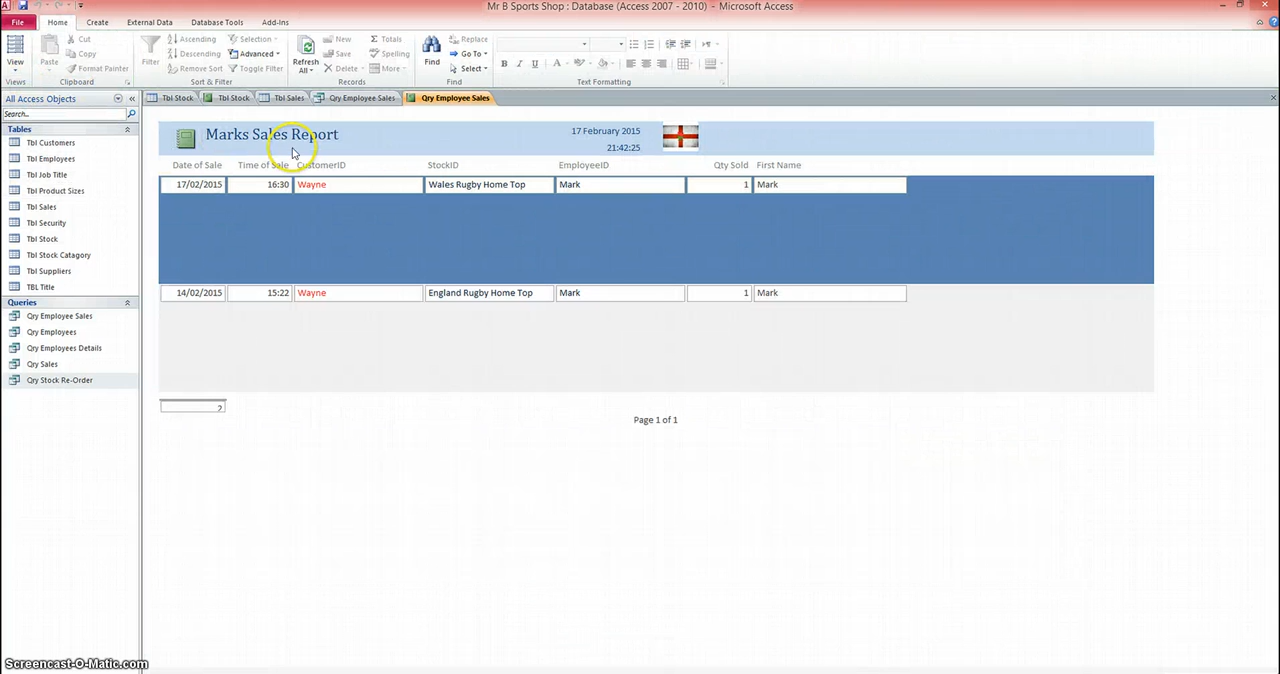 Mr B Sports Shop : Database (Access 2007 - 2010) - Microsoft Access
File Home Create External Data Database Tools Add-Ins
View
Views
Paste
Cut
Copy
Format Painter
Clipboard
Filter
Ascending
Descending
Remove Sort
Selection
Advanced
Toggle Filter
Sort & Filter
Refresh All
New
Save
Delete
Totals
Spelling
More
Records
Find
Replace
Go To
Select
Find
B I U A
Text Formatting
All Access Objects
Search...
Tables
Tbl Customers
Tbl Employees
Tbl Job Title
Tbl Product Sizes
Tbl Sales
Tbl Security
Tbl Stock
Tbl Stock Catagory
Tbl Suppliers
TBL Title
Queries
Qry Employee Sales
Qry Employees
Qry Employees Details
Qry Sales
Qry Stock Re-Order
Tbl Stock Tbl Stock Tbl Sales Qry Employee Sales Qry Employee Sales
Marks Sales Report
17 February 2015
21:42:25
Date of Sale Time of Sale CustomerID StockID EmployeeID Qty Sold First Name
17/02/2015 16:30 Wayne Wales Rugby Home Top Mark 1 Mark
14/02/2015 15:22 Wayne England Rugby Home Top Mark 1 Mark
2
Page 1 of 1
Screencast-O-Matic.com